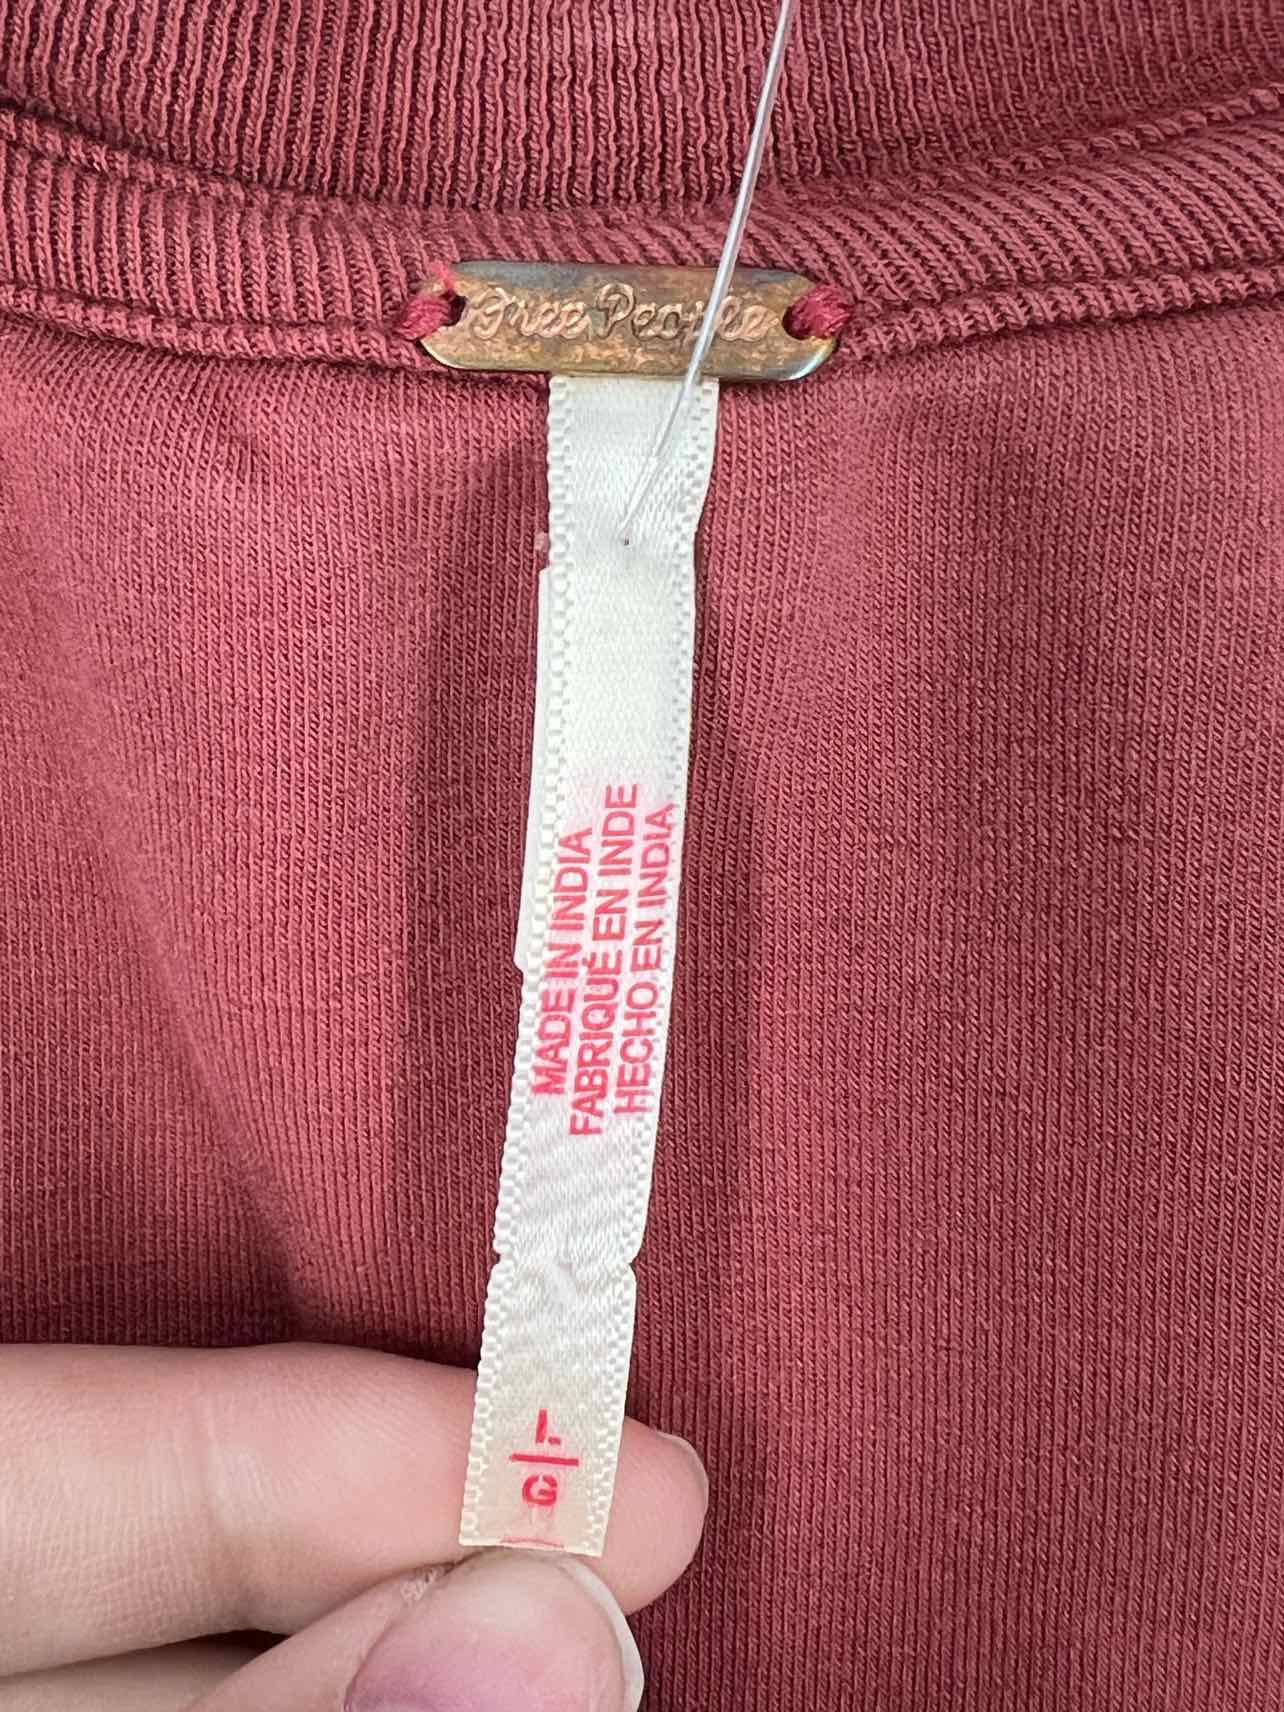 Free People
MADE IN INDIA
FABRIQUÉ EN INDE
HECHO EN INDIA
L
G